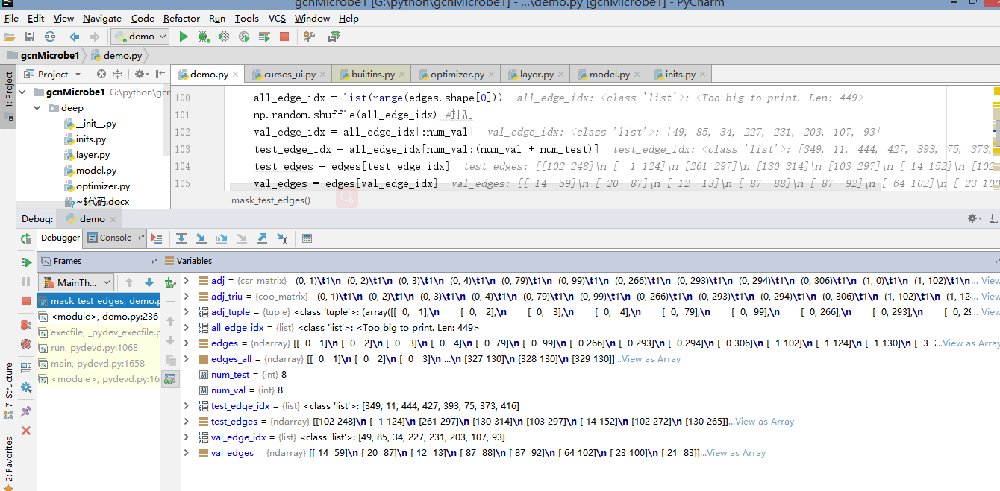 gcnMicrobe1 [G:\python\gcnMicrobe1] - ...\demo.py [gcnMicrobe1] - PyCharm
File Edit View Navigate Code Refactor Run Tools VCS Window Help
demo
gcnMicrobe1 demo.py
Project
demo.py curses_ui.py builtins.py optimizer.py layer.py model.py inits.py
1: Project
gcnMicrobe1 G:\python\gcr
deep
__init__.py
inits.py
layer.py
model.py
optimizer.py
~$代码.docx
100 all_edge_idx = list(range(edges.shape[0])) all_edge_idx: <class 'list'>: <Too big to print. Len: 449>
101 np.random.shuffle(all_edge_idx) #打乱
102 val_edge_idx = all_edge_idx[:num_val] val_edge_idx: <class 'list'>: [49, 85, 34, 227, 231, 203, 107, 93]
103 test_edge_idx = all_edge_idx[num_val:(num_val + num_test)] test_edge_idx: <class 'list'>: [349, 11, 444, 427, 393, 75, 373,
104 test_edges = edges[test_edge_idx] test_edges: [[102 248]\n [ 1 124]\n [261 297]\n [130 314]\n [103 297]\n [ 14 152]\n [102
105 val_edges = edges[val_edge_idx] val_edges: [[ 14 59]\n [ 20 87]\n [ 12 13]\n [ 87 88]\n [ 87 92]\n [ 64 102]\n [ 23 100
mask_test_edges()
Debug: demo
Debugger Console
Frames
Variables
MainTh...
mask_test_edges, demo.p
<module>, demo.py:236
execfile, _pydev_execfile.p
run, pydevd.py:1068
main, pydevd.py:1658
<module>, pydevd.py:16
adj = {csr_matrix} (0, 1)\t1\n (0, 2)\t1\n (0, 3)\t1\n (0, 4)\t1\n (0, 79)\t1\n (0, 99)\t1\n (0, 266)\t1\n (0, 293)\t1\n (0, 294)\t1\n (0, 306)\t1\n (1, 0)\t1\n (1, 102)\t1\n... View
adj_triu = {coo_matrix} (0, 1)\t1\n (0, 2)\t1\n (0, 3)\t1\n (0, 4)\t1\n (0, 79)\t1\n (0, 99)\t1\n (0, 266)\t1\n (0, 293)\t1\n (0, 294)\t1\n (0, 306)\t1\n (1, 102)\t1\n (1, 12... View
adj_tuple = {tuple} <class 'tuple'>: (array([[ 0, 1],\n [ 0, 2],\n [ 0, 3],\n [ 0, 4],\n [ 0, 79],\n [ 0, 99],\n [ 0, 266],\n [ 0, 293],\n [ 0, 29... View
all_edge_idx = {list} <class 'list'>: <Too big to print. Len: 449>
edges = {ndarray} [[ 0 1]\n [ 0 2]\n [ 0 3]\n [ 0 4]\n [ 0 79]\n [ 0 99]\n [ 0 266]\n [ 0 293]\n [ 0 294]\n [ 0 306]\n [ 1 102]\n [ 1 124]\n [ 1 130]\n [ 3 ...View as Array
edges_all = {ndarray} [[ 0 1]\n [ 0 2]\n [ 0 3]\n ...\n [327 130]\n [328 130]\n [329 130]]...View as Array
num_test = {int} 8
num_val = {int} 8
test_edge_idx = {list} <class 'list'>: [349, 11, 444, 427, 393, 75, 373, 416]
test_edges = {ndarray} [[102 248]\n [ 1 124]\n [261 297]\n [130 314]\n [103 297]\n [ 14 152]\n [102 272]\n [130 265]]...View as Array
val_edge_idx = {list} <class 'list'>: [49, 85, 34, 227, 231, 203, 107, 93]
val_edges = {ndarray} [[ 14 59]\n [ 20 87]\n [ 12 13]\n [ 87 88]\n [ 87 92]\n [ 64 102]\n [ 23 100]\n [ 21 83]]...View as Array
7: Structure
2: Favorites